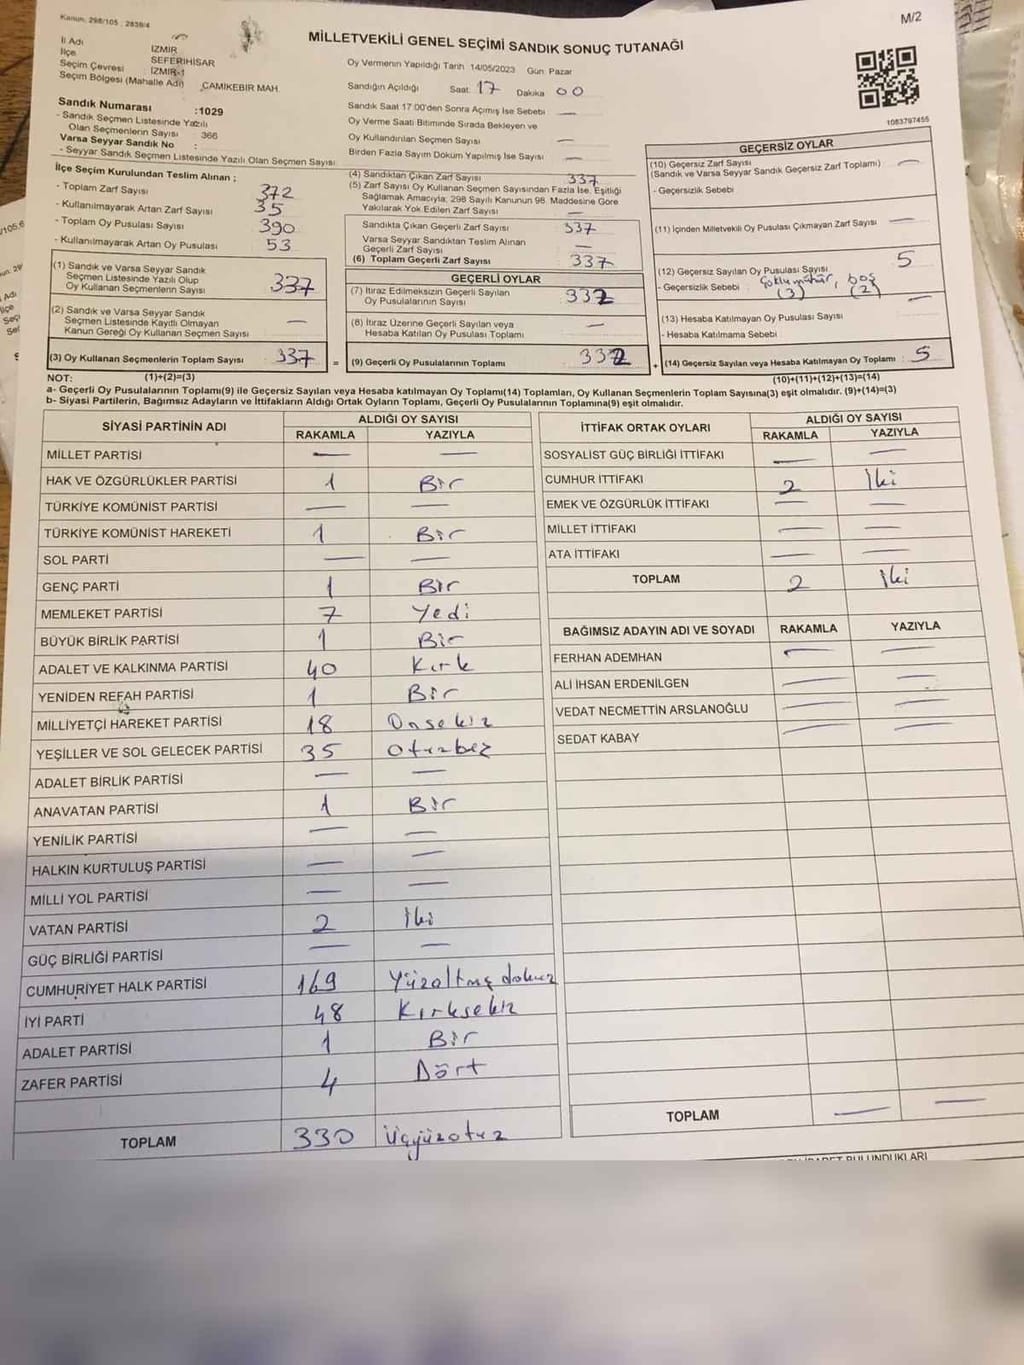 Kanun: 298/105 : 2839/4
M/2
MİLLETVEKİLİ GENEL SEÇİMİ SANDIK SONUÇ TUTANAĞI
İl Adı İZMİR
İlçe SEFERİHİSAR
Seçim Çevresi İZMİR-1
Seçim Bölgesi (Mahalle Adı) ÇAMİKEBİR MAH.
Sandık Numarası :1029
- Sandık Seçmen Listesinde Yazılı
Olan Seçmenlerin Sayısı 366
Varsa Seyyar Sandık No :
- Seyyar Sandık Seçmen Listesinde Yazılı Olan Seçmen Sayısı
Oy Vermenin Yapıldığı Tarih 14/05/2023 Gün Pazar
Sandığın Açıldığı Saat 17 Dakika 00
Sandık Saat 17.00'den Sonra Açımış İse Sebebi —
Oy Verme Saati Bitiminde Sırada Bekleyen ve
Oy Kullandırılan Seçmen Sayısı —
Birden Fazla Sayım Döküm Yapılmış İse Sayısı —
1083797455
İlçe Seçim Kurulundan Teslim Alınan ;
- Toplam Zarf Sayısı 372
- Kullanılmayarak Artan Zarf Sayısı 35
- Toplam Oy Pusulası Sayısı 390
- Kullanılmayarak Artan Oy Pusulası 53
(1) Sandık ve Varsa Seyyar Sandık
Seçmen Listesinde Yazılı Olup
Oy Kullanan Seçmenlerin Sayısı 337
(2) Sandık ve Varsa Seyyar Sandık
Seçmen Listesinde Kayıtlı Olmayan
Kanun Gereği Oy Kullanan Seçmen Sayısı —
(3) Oy Kullanan Seçmenlerin Toplam Sayısı 337 =
(4) Sandıktan Çıkan Zarf Sayısı 337
(5) Zarf Sayısı Oy Kullanan Seçmen Sayısından Fazla İse, Eşitliği
Sağlamak Amacıyla; 298 Sayılı Kanunun 98. Maddesine Göre
Yakılarak Yok Edilen Zarf Sayısı —
Sandıkta Çıkan Geçerli Zarf Sayısı 337
Varsa Seyyar Sandıktan Teslim Alınan
Geçerli Zarf Sayısı —
(6) Toplam Geçerli Zarf Sayısı 337
GEÇERLİ OYLAR
(7) İtiraz Edilmeksizin Geçerli Sayılan
Oy Pusulalarının Sayısı 332
(8) İtiraz Üzerine Geçerli Sayılan veya
Hesaba Katılan Oy Pusulası Toplamı —
(9) Geçerli Oy Pusulalarının Toplamı 332 +
GEÇERSİZ OYLAR
(10) Geçersiz Zarf Sayısı
(Sandık ve Varsa Seyyar Sandık Geçersiz Zarf Toplamı) —
- Geçersizlik Sebebi
(11) İçinden Milletvekili Oy Pusulası Çıkmayan Zarf Sayısı —
(12) Geçersiz Sayılan Oy Pusulası Sayısı 5
- Geçersizlik Sebebi Çoklu mühür, boş
(3) (2)
(13) Hesaba Katılmayan Oy Pusulası Sayısı —
- Hesaba Katılmama Sebebi
(14) Geçersiz Sayılan veya Hesaba Katılmayan Oy Toplamı : 5
NOT: (1)+(2)=(3)
(10)+(11)+(12)+(13)=(14)
a- Geçerli Oy Pusulalarının Toplamı(9) ile Geçersiz Sayılan veya Hesaba katılmayan Oy Toplamı(14) Toplamları, Oy Kullanan Seçmenlerin Toplam Sayısına(3) eşit olmalıdır. (9)+(14)=(3)
b- Siyasi Partilerin, Bağımsız Adayların ve İttifakların Aldığı Ortak Oyların Toplamı, Geçerli Oy Pusulalarının Toplamına(9) eşit olmalıdır.
SİYASİ PARTİNİN ADI ALDIĞI OY SAYISI
RAKAMLA YAZIYLA
MİLLET PARTİSİ — —
HAK VE ÖZGÜRLÜKLER PARTİSİ 1 Bir
TÜRKİYE KOMÜNİST PARTİSİ — —
TÜRKİYE KOMÜNİST HAREKETİ 1 Bir
SOL PARTİ — —
GENÇ PARTİ 1 Bir
MEMLEKET PARTİSİ 7 Yedi
BÜYÜK BİRLİK PARTİSİ 1 Bir
ADALET VE KALKINMA PARTİSİ 40 Kırk
YENİDEN REFAH PARTİSİ 1 Bir
MİLLİYETÇİ HAREKET PARTİSİ 18 Onsekiz
YEŞİLLER VE SOL GELECEK PARTİSİ 35 Otuzbeş
ADALET BİRLİK PARTİSİ — —
ANAVATAN PARTİSİ 1 Bir
YENİLİK PARTİSİ — —
HALKIN KURTULUŞ PARTİSİ — —
MİLLİ YOL PARTİSİ — —
VATAN PARTİSİ 2 İki
GÜÇ BİRLİĞİ PARTİSİ — —
CUMHURİYET HALK PARTİSİ 169 Yüzaltmış dokuz
İYİ PARTİ 48 Kırksekiz
ADALET PARTİSİ 1 Bir
ZAFER PARTİSİ 4 Dört
TOPLAM 330 Üçyüzotuz
İTTİFAK ORTAK OYLARI ALDIĞI OY SAYISI
RAKAMLA YAZIYLA
SOSYALİST GÜÇ BİRLİĞİ İTTİFAKI — —
CUMHUR İTTİFAKI 2 İki
EMEK VE ÖZGÜRLÜK İTTİFAKI — —
MİLLET İTTİFAKI — —
ATA İTTİFAKI — —
TOPLAM 2 İki
BAĞIMSIZ ADAYIN ADI VE SOYADI RAKAMLA YAZIYLA
FERHAN ADEMHAN — —
ALİ İHSAN ERDENİLGEN — —
VEDAT NECMETTİN ARSLANOĞLU — —
SEDAT KABAY — —
TOPLAM — —
BULUNDUKLARI